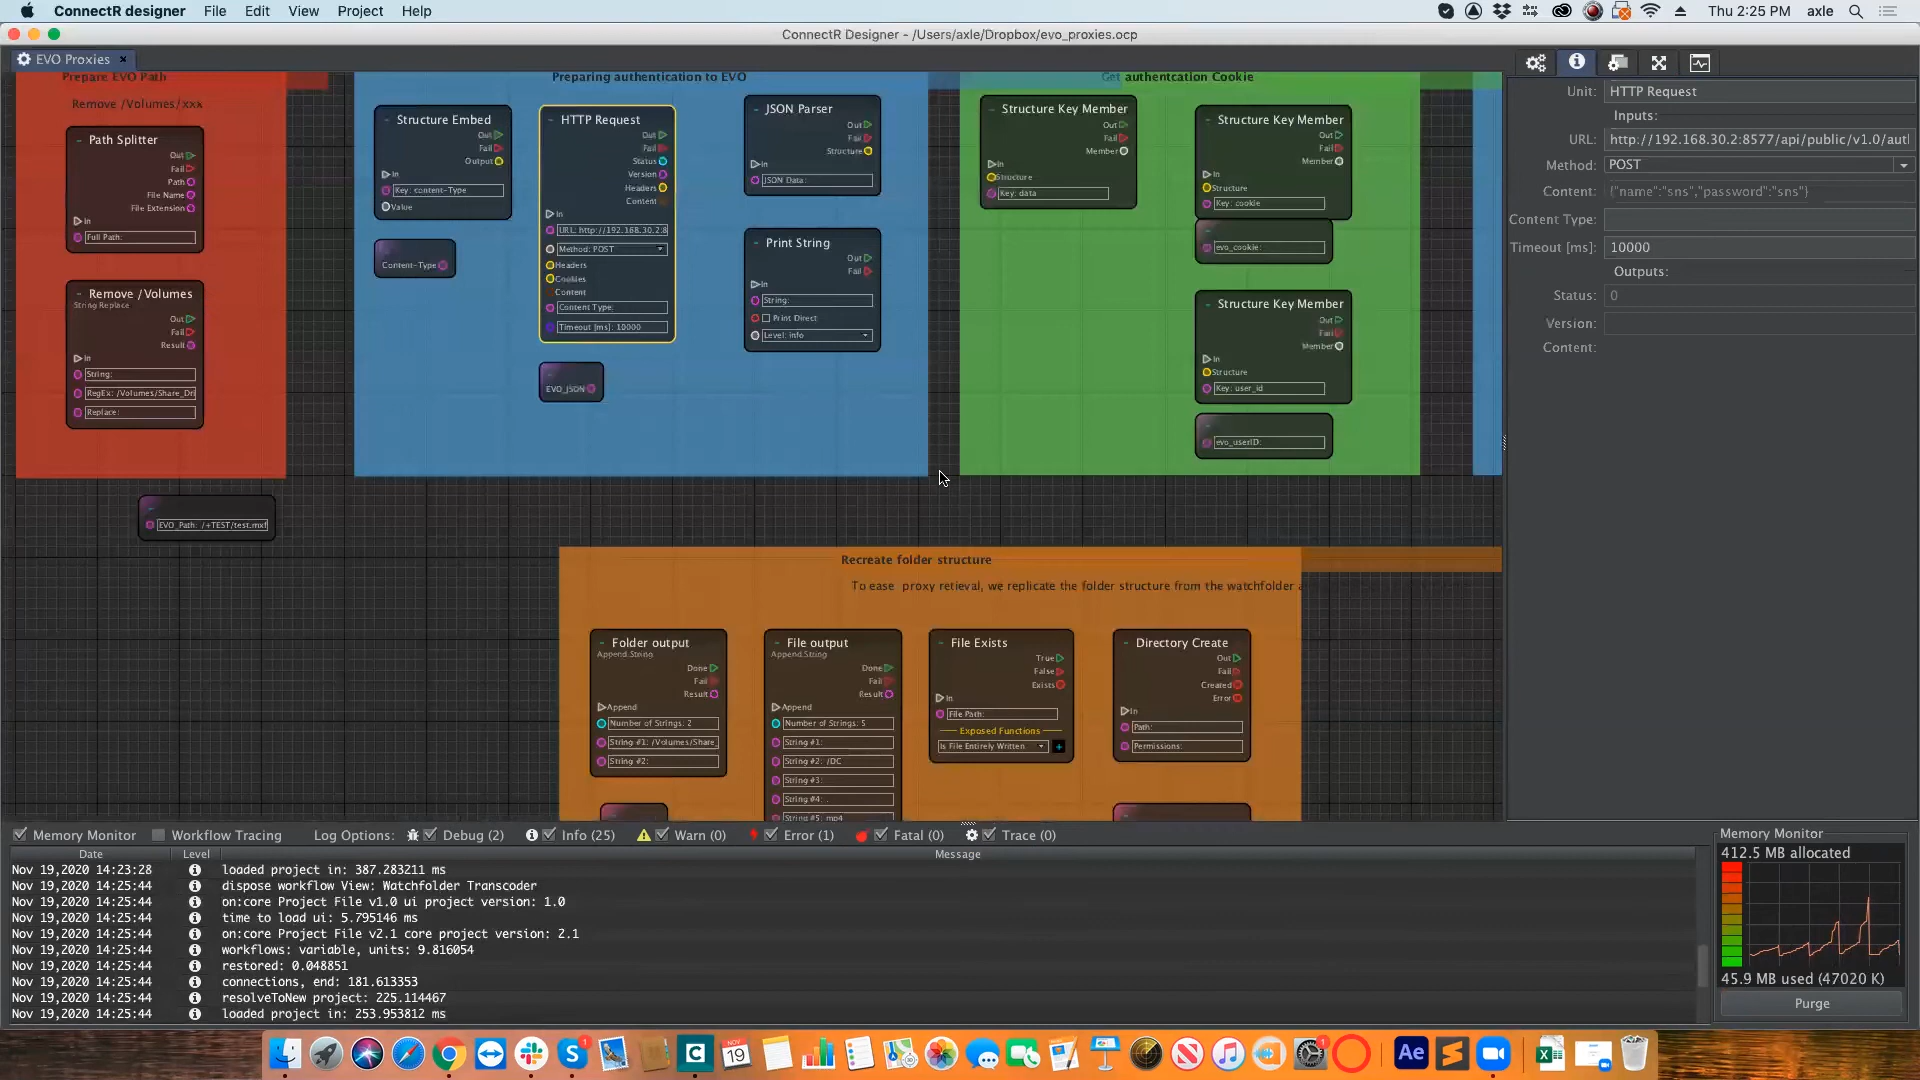 ConnectR Designer File Edit View Project Help
Thu 2:25 PM axle
ConnectR Designer - /Users/axle/Dropbox/evo_proxies.ocp
EVO Proxies ×
Prepare EVO Path
Remove /Volumes/xxx
Path Splitter
Out
Fail
Path
File Name
File Extension
In
Full Path:
Remove /Volumes
String Replace
Out
Fail
Result
In
String:
RegEx: /Volumes/Share_Dri
Replace:
EVO_Path: /+TEST/test.mxf
Preparing authentication to EVO
Structure Embed
Out
Fail
Output
In
Key: content-Type
Value
Content-Type
HTTP Request
Out
Fail
Status
Version
Headers
Content
In
URL: http://192.168.30.2:8
Method: POST
Headers
Cookies
Content
Content Type:
Timeout [ms]: 10000
EVO_JSON
JSON Parser
Out
Fail
Structure
In
JSON Data:
Print String
Out
Fail
In
String:
Print Direct
Level: info
Get authentcation Cookie
Structure Key Member
Out
Fail
Member
In
Structure
Key: data
Structure Key Member
Out
Fail
Member
In
Structure
Key: cookie
evo_cookie:
Structure Key Member
Out
Fail
Member
In
Structure
Key: user_id
evo_userID:
Recreate folder structure
To ease proxy retieval, we replicate the folder structure from the watchfolder a
Folder output
Append String
Done
Fail
Result
Append
Number of Strings: 2
String #1: /Volumes/Share_
String #2:
File output
Append String
Done
Fail
Result
Append
Number of Strings: 5
String #1:
String #2: /DC
String #3:
String #4: .
String #5: mp4
File Exists
True
False
Exists
In
File Path:
Exposed Functions
Is File Entirely Written
+
Directory Create
Out
Fail
Created
Error
In
Path:
Permissions:
Unit: HTTP Request
Inputs:
URL: http://192.168.30.2:8577/api/public/v1.0/aut
Method: POST
Content: {"name":"sns","password":"sns"}
Content Type:
Timeout [ms]: 10000
Outputs:
Status: 0
Version:
Content:
Memory Monitor Workflow Tracing Log Options: Debug (2) Info (25) Warn (0) Error (1) Fatal (0) Trace (0)
Date Level Message
Nov 19,2020 14:23:28 loaded project in: 387.283211 ms
Nov 19,2020 14:25:44 dispose workflow View: Watchfolder Transcoder
Nov 19,2020 14:25:44 on:core Project File v1.0 ui project version: 1.0
Nov 19,2020 14:25:44 time to load ui: 5.795146 ms
Nov 19,2020 14:25:44 on:core Project File v2.1 core project version: 2.1
Nov 19,2020 14:25:44 workflows: variable, units: 9.816054
Nov 19,2020 14:25:44 restored: 0.048851
Nov 19,2020 14:25:44 connections, end: 181.613353
Nov 19,2020 14:25:44 resolveToNew project: 225.114467
Nov 19,2020 14:25:44 loaded project in: 253.953812 ms
Memory Monitor
412.5 MB allocated
45.9 MB used (47020 K)
Purge
NOV
19
1
1
C
S
Ae